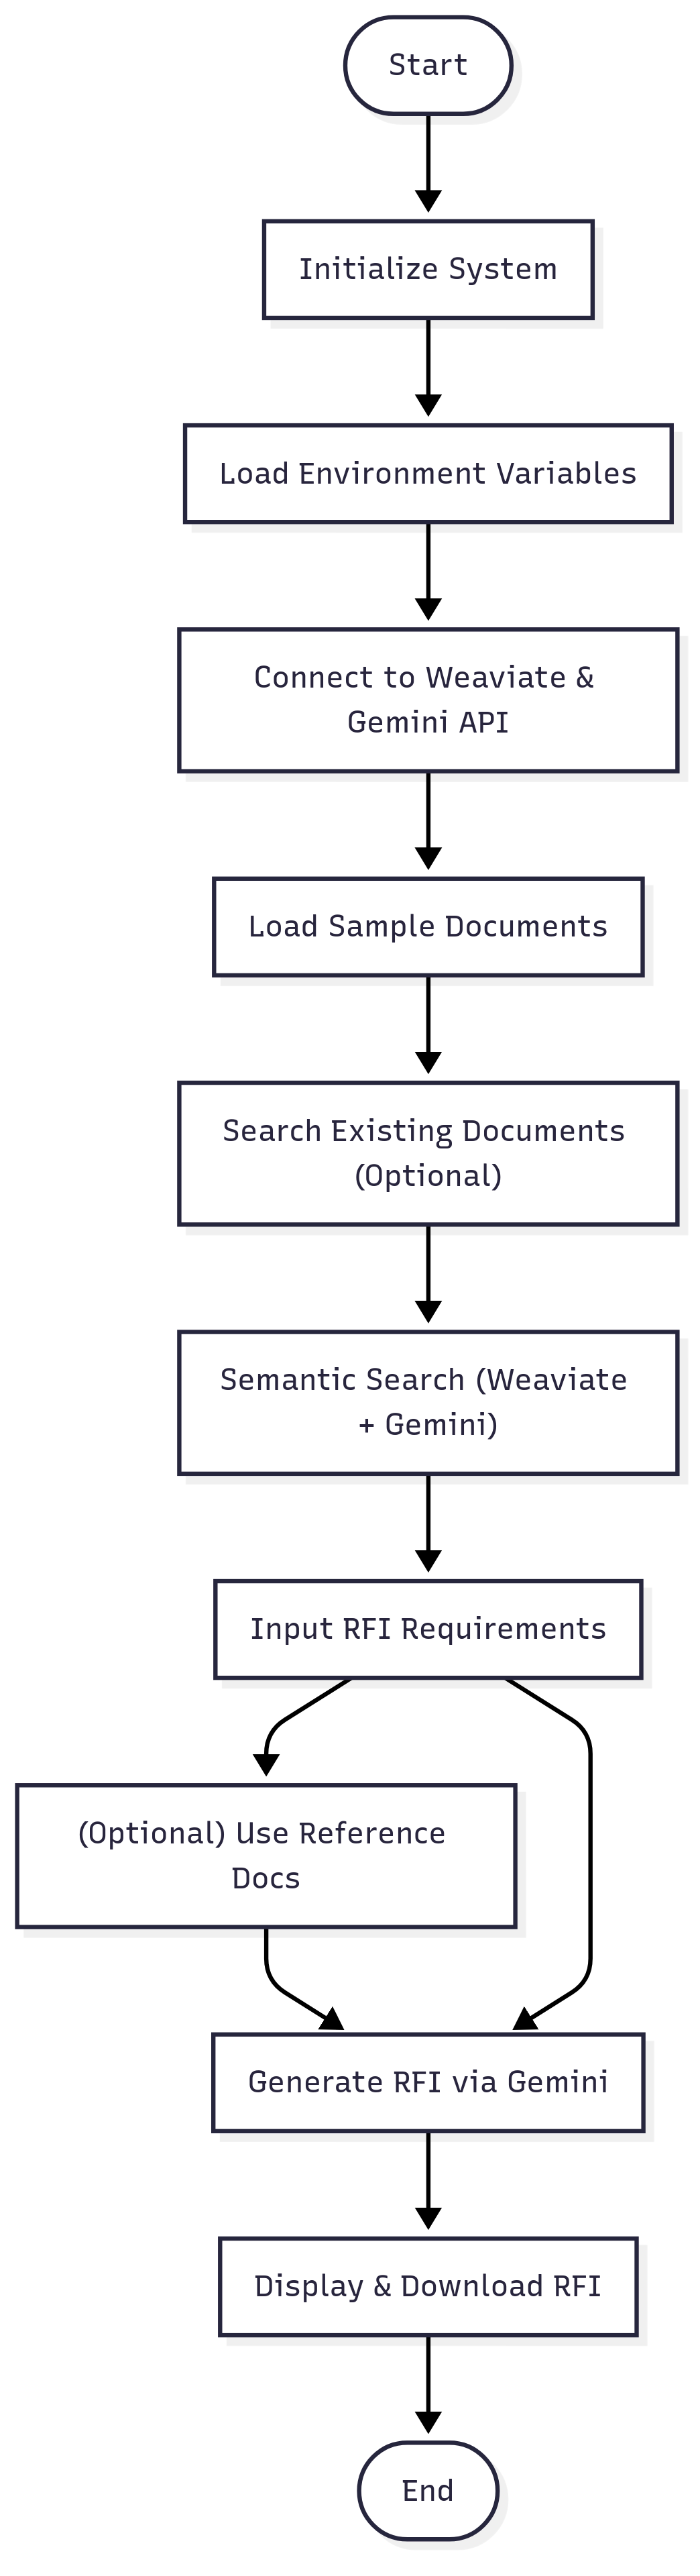 Start
Initialize System
Load Environment Variables
Connect to Weaviate &
Gemini API
Load Sample Documents
Search Existing Documents
(Optional)
Semantic Search (Weaviate
+ Gemini)
Input RFI Requirements
(Optional) Use Reference
Docs
Generate RFI via Gemini
Display & Download RFI
End